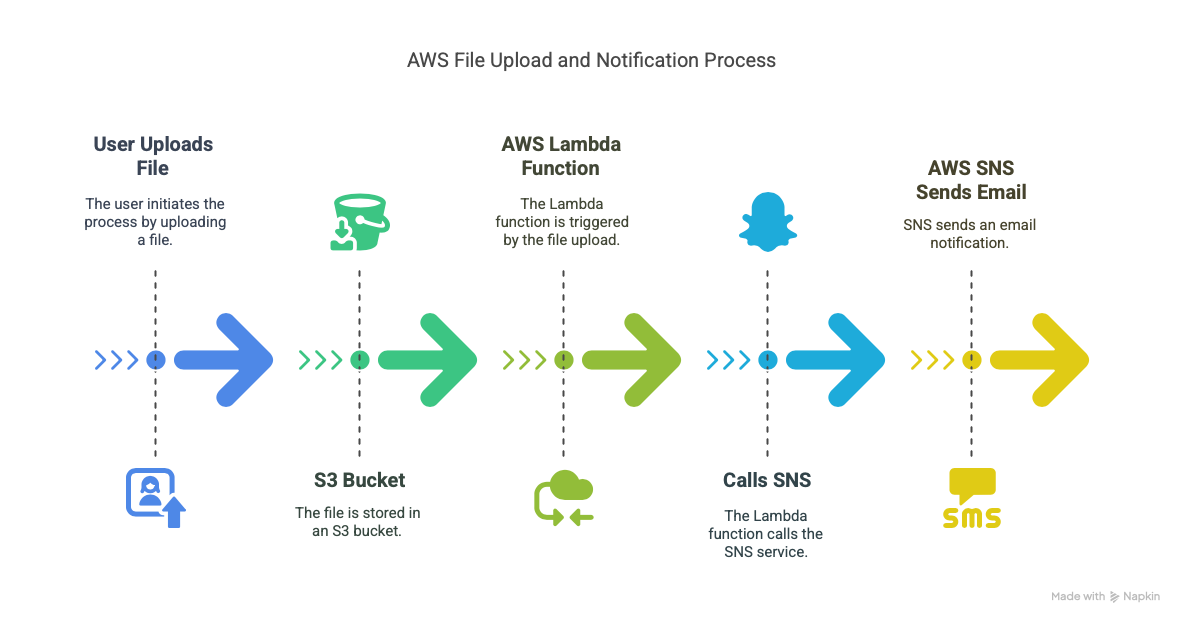 AWS File Upload and Notification Process
User Uploads
File
The user initiates the
process by uploading
a file.
S3 Bucket
The file is stored in
an S3 bucket.
AWS Lambda
Function
The Lambda
function is triggered
by the file upload.
Calls SNS
The Lambda
function calls the
SNS service.
AWS SNS
Sends Email
SNS sends an email
notification.
SMS
Made with Napkin